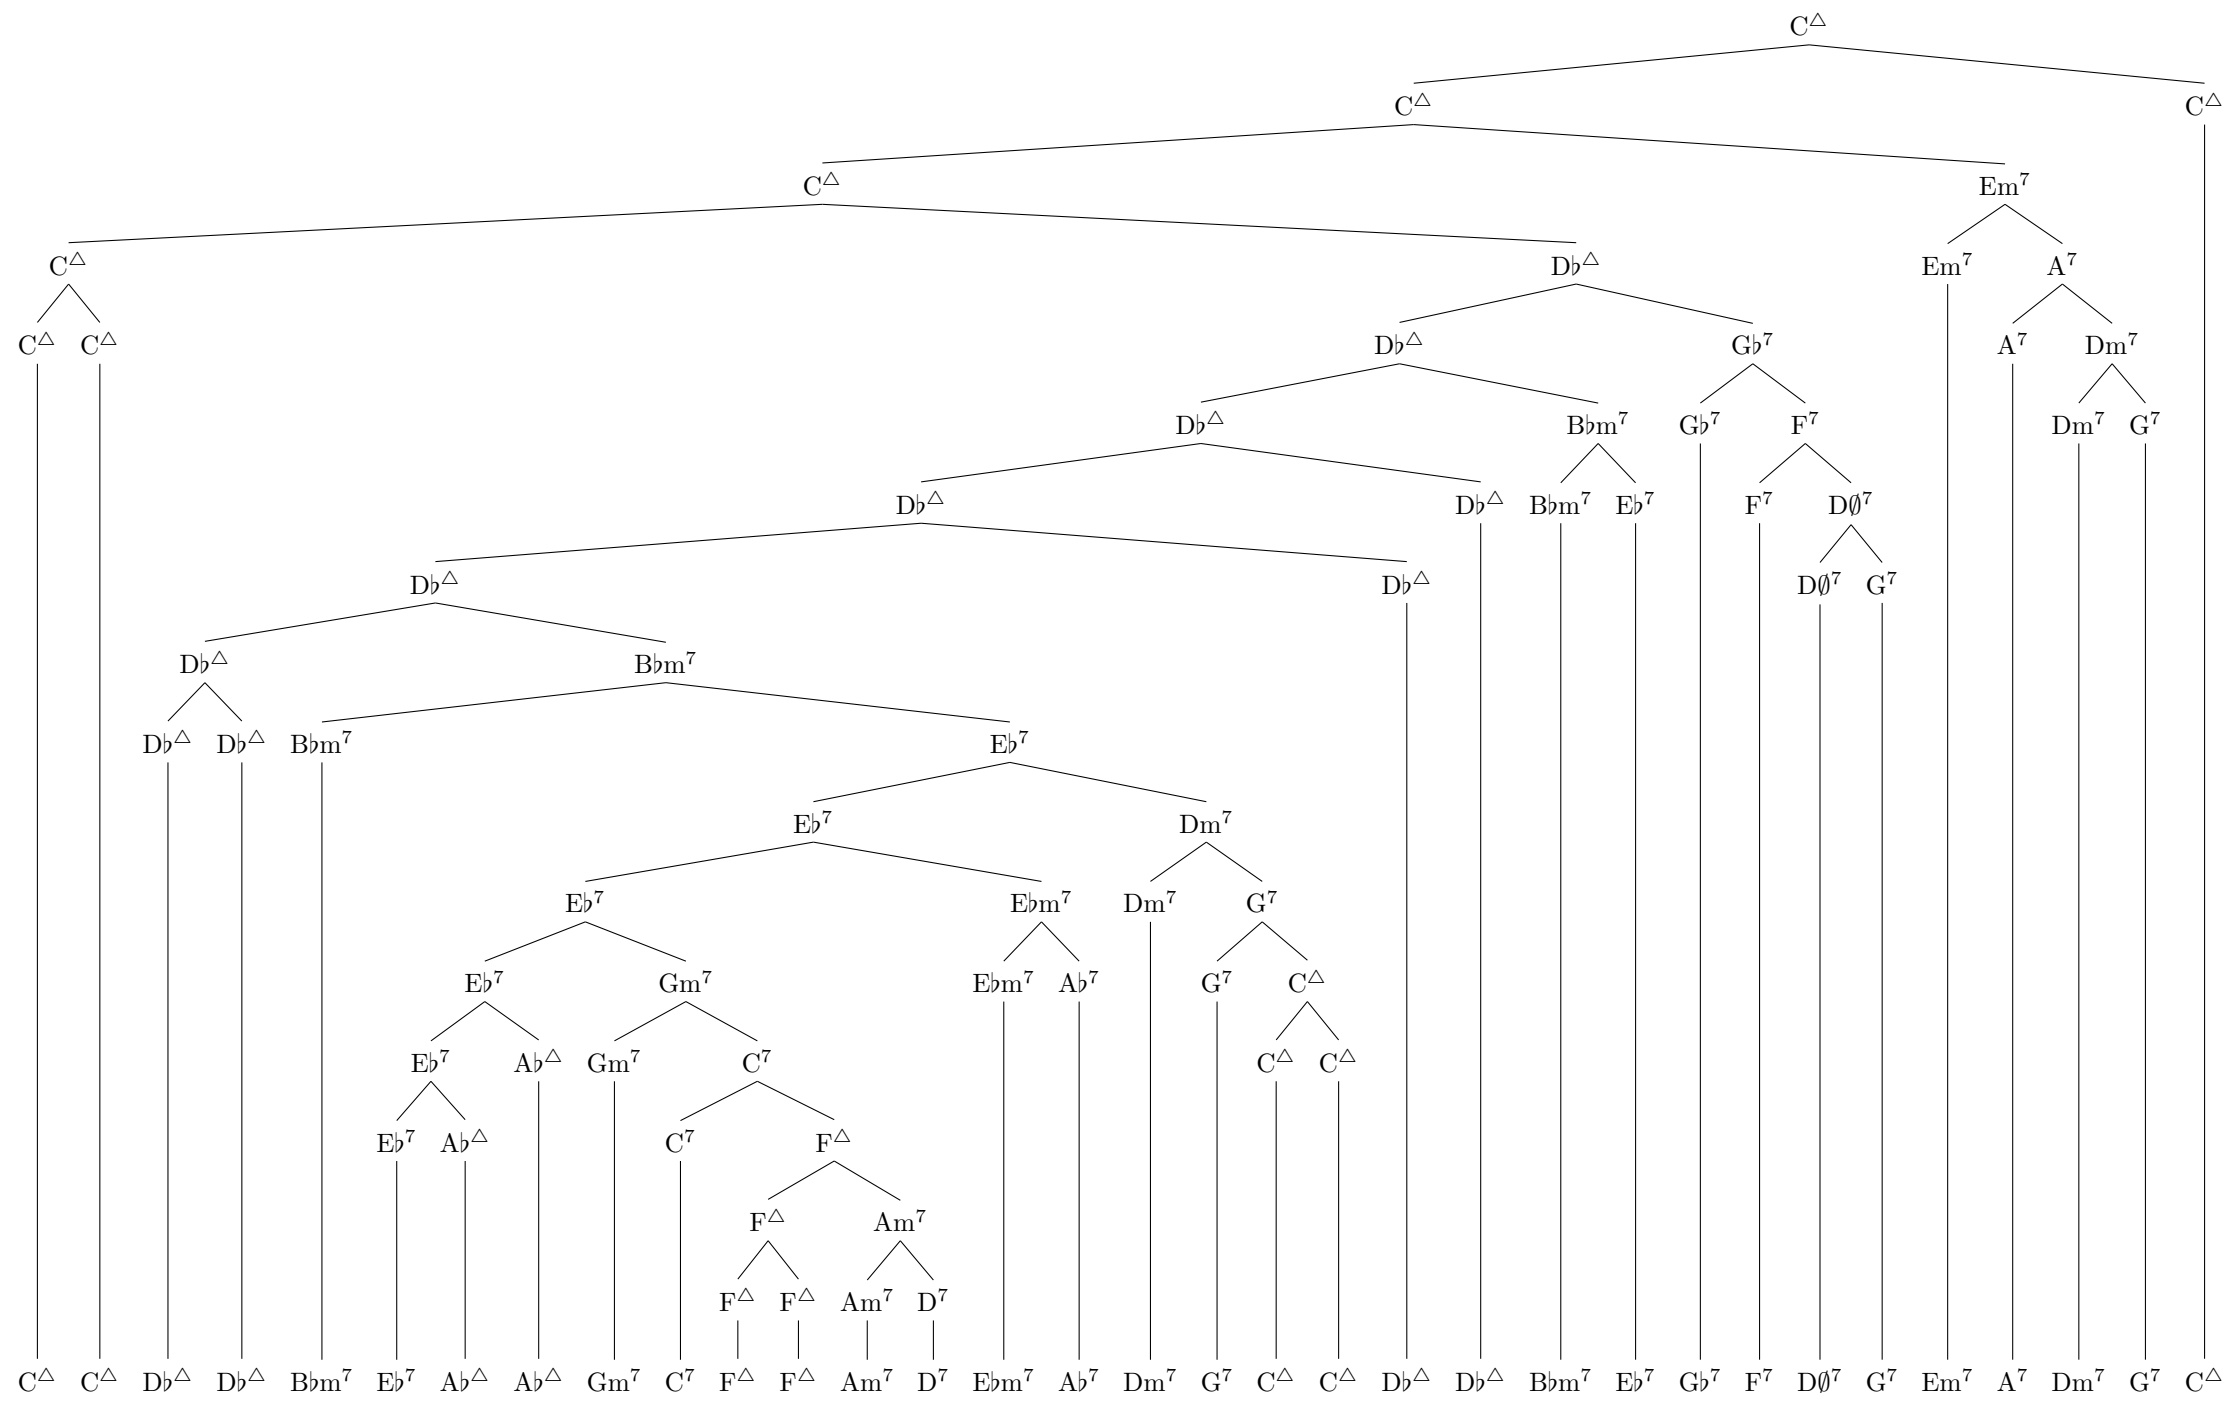 C△
C△ C△
C△ Em⁷
C△ D♭△ Em⁷ A⁷
C△ C△ D♭△ G♭⁷ A⁷ Dm⁷
D♭△ B♭m⁷ G♭⁷ F⁷ Dm⁷ G⁷
D♭△ D♭△ B♭m⁷ E♭⁷ F⁷ D∅⁷
D♭△ D♭△ D∅⁷ G⁷
D♭△ B♭m⁷
D♭△ D♭△ B♭m⁷ E♭⁷
E♭⁷ Dm⁷
E♭⁷ E♭m⁷ Dm⁷ G⁷
E♭⁷ Gm⁷ E♭m⁷ A♭⁷ G⁷ C△
E♭⁷ A♭△ Gm⁷ C⁷ C△ C△
E♭⁷ A♭△ C⁷ F△
F△ Am⁷
F△ F△ Am⁷ D⁷
C△ C△ D♭△ D♭△ B♭m⁷ E♭⁷ A♭△ A♭△ Gm⁷ C⁷ F△ F△ Am⁷ D⁷ E♭m⁷ A♭⁷ Dm⁷ G⁷ C△ C△ D♭△ D♭△ B♭m⁷ E♭⁷ G♭⁷ F⁷ D∅⁷ G⁷ Em⁷ A⁷ Dm⁷ G⁷ C△